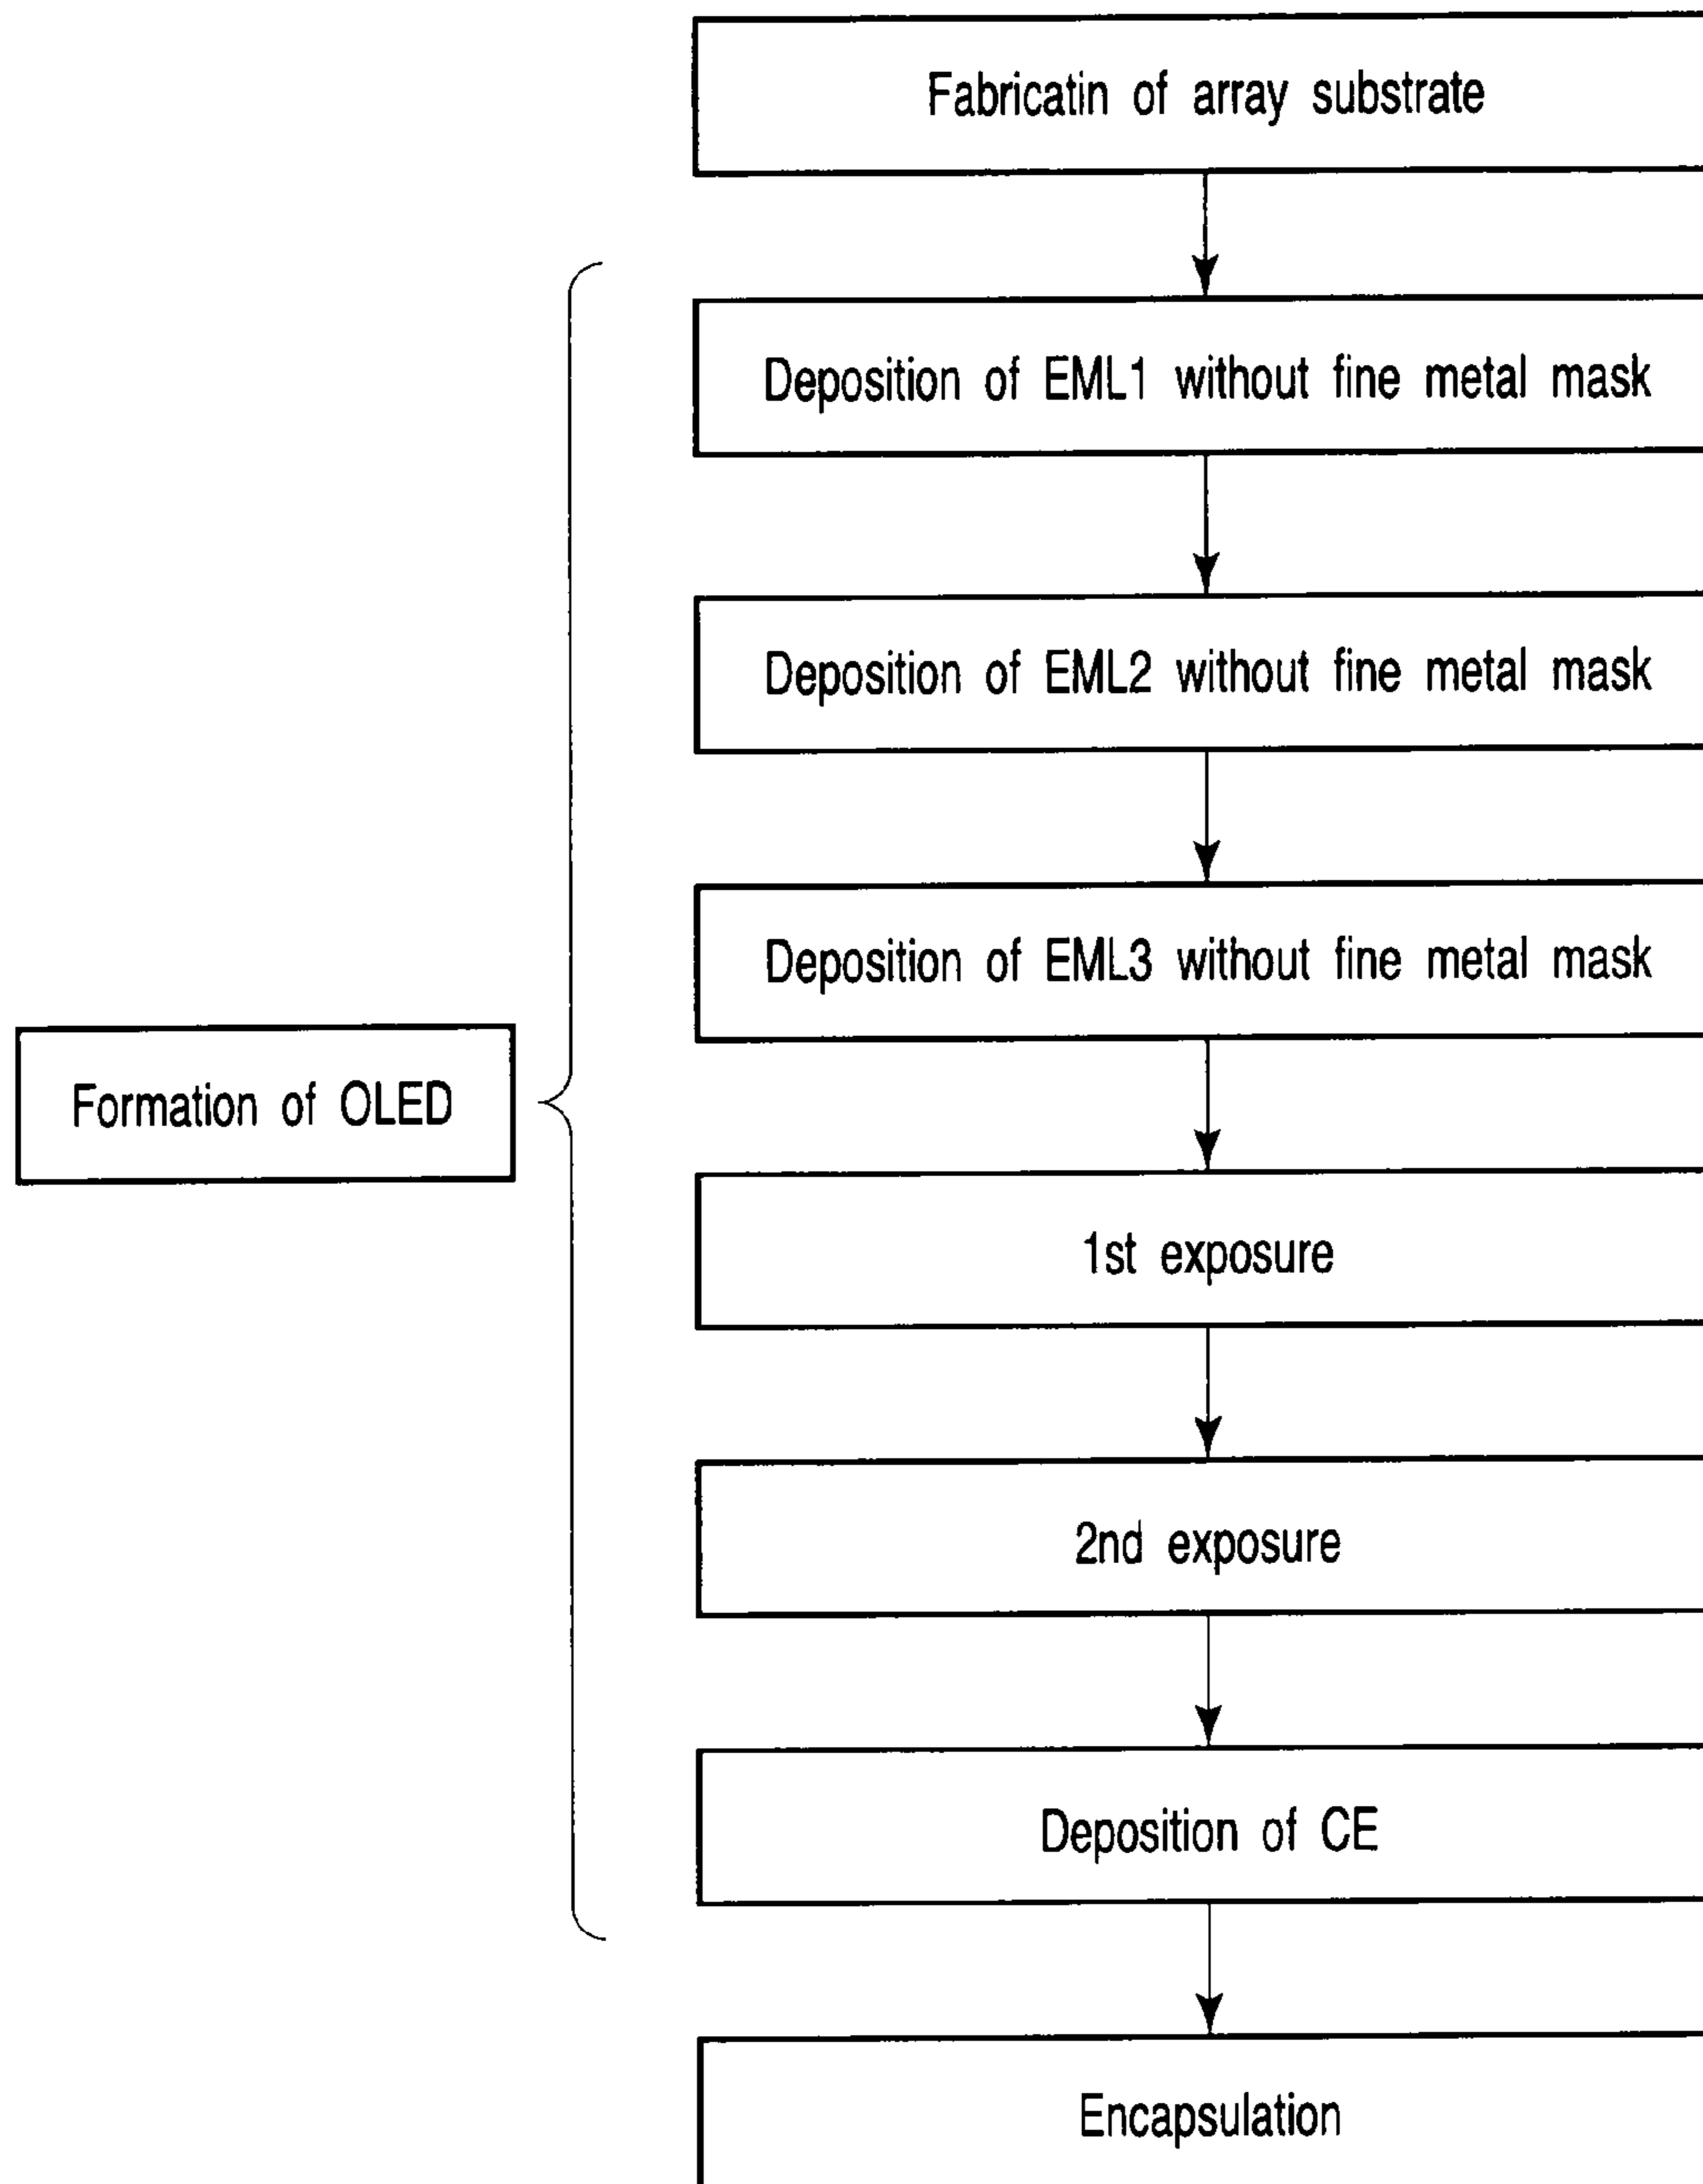 Fabricatin of array substrate
Deposition of EML1 without fine metal mask
Deposition of EML2 without fine metal mask
Deposition of EML3 without fine metal mask
Formation of OLED
1st exposure
2nd exposure
Deposition of CE
Encapsulation